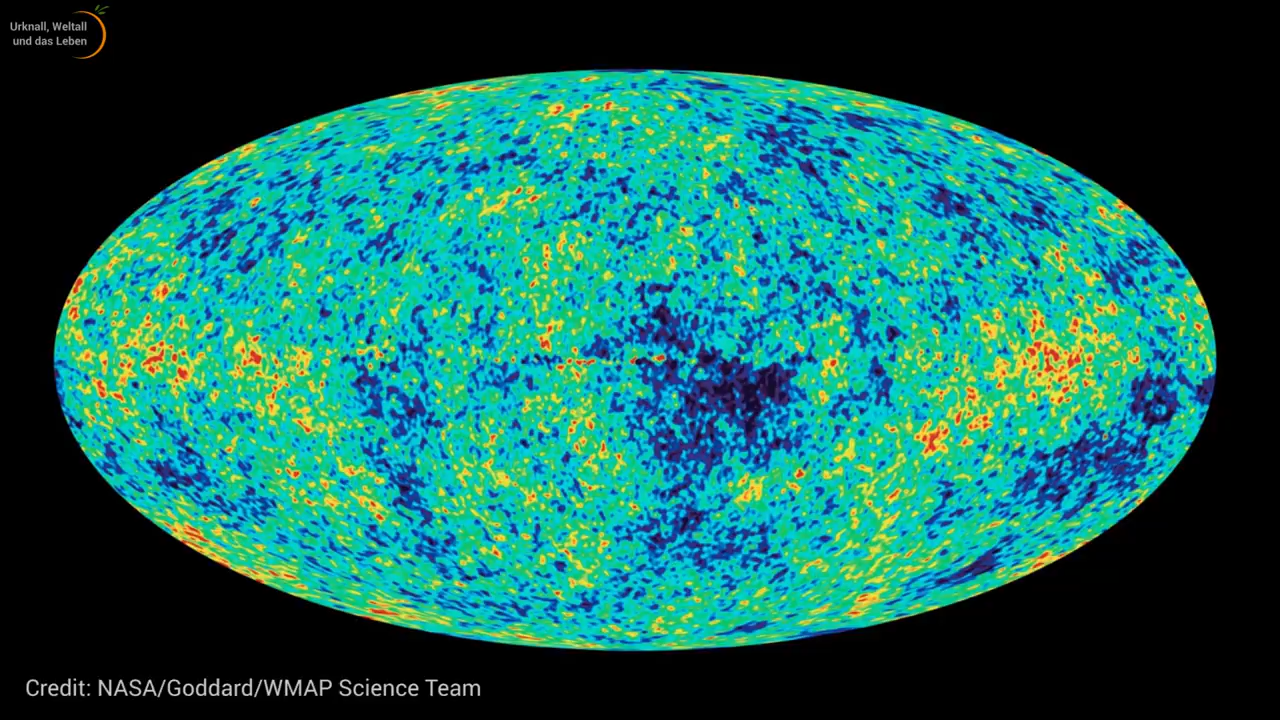 Urknall, Weltall
und das Leben
Credit: NASA/Goddard/WMAP Science Team